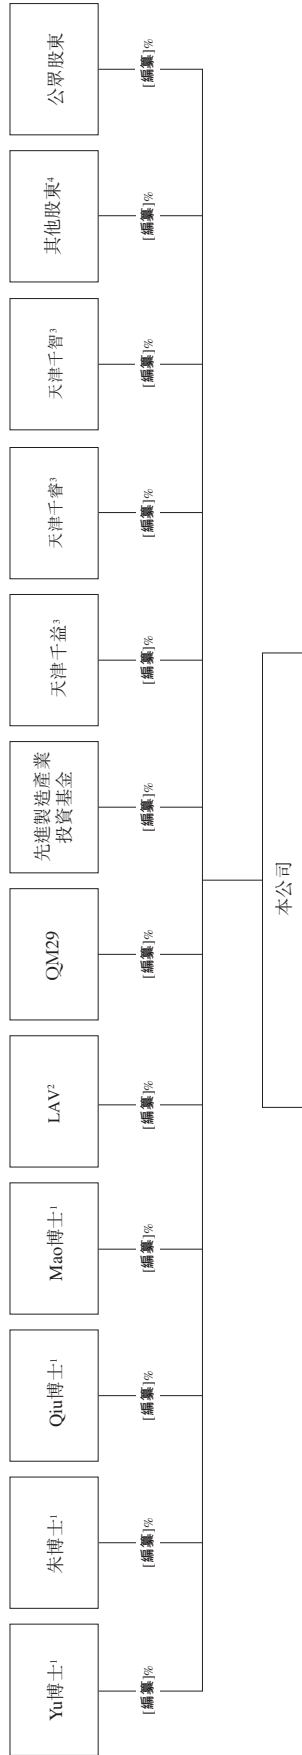 Yu博士¹
朱博士¹
Qiu博士¹
Mao博士¹
LAV²
QM29
先進製造產業
投資基金
天津千益³
天津千睿³
天津千智³
其他股東⁴
公眾股東
[編纂]%
[編纂]%
[編纂]%
[編纂]%
[編纂]%
[編纂]%
[編纂]%
[編纂]%
[編纂]%
[編纂]%
[編纂]%
[編纂]%
本公司